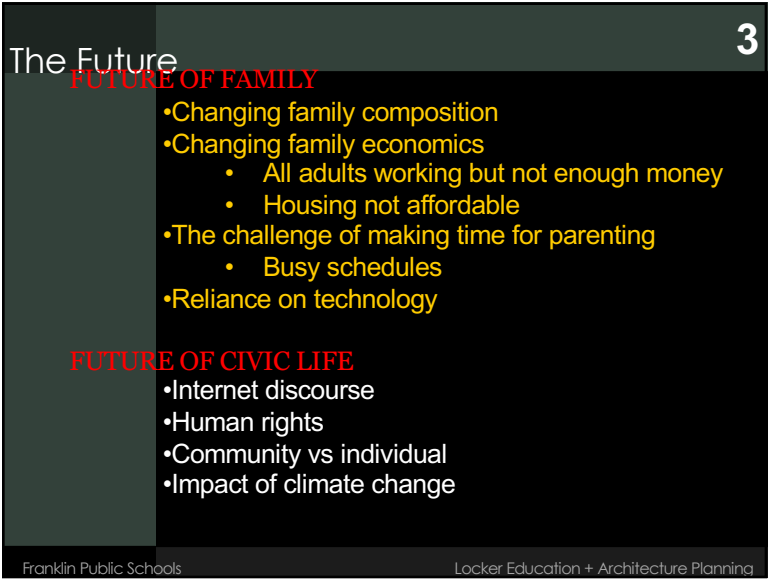 3
The Future
FUTURE OF FAMILY
•Changing family composition
•Changing family economics
• All adults working but not enough money
• Housing not affordable
•The challenge of making time for parenting
• Busy schedules
•Reliance on technology
FUTURE OF CIVIC LIFE
•Internet discourse
•Human rights
•Community vs individual
•Impact of climate change
Franklin Public Schools Locker Education + Architecture Planning